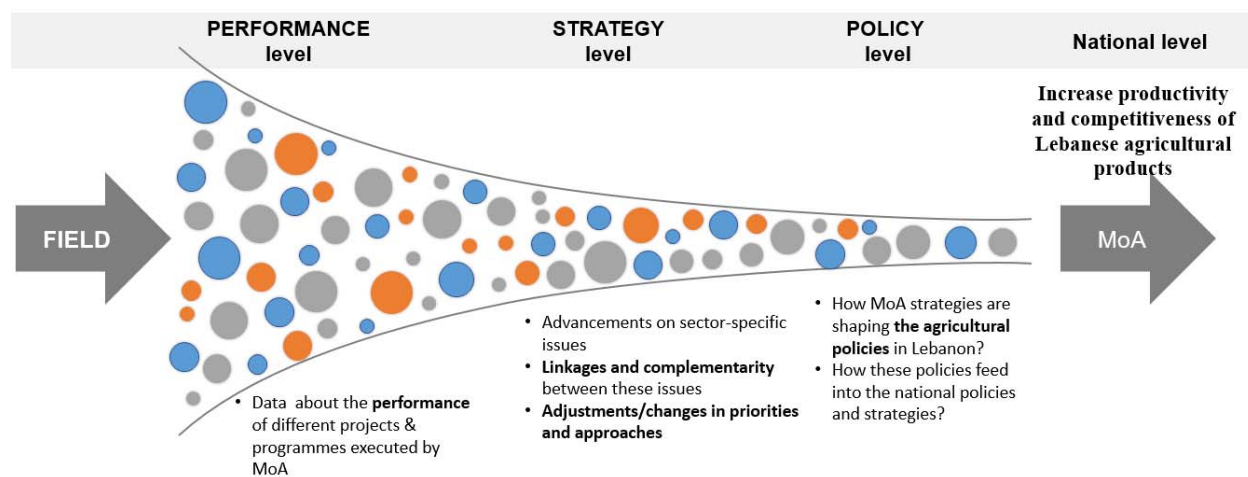 PERFORMANCE
level
STRATEGY
level
POLICY
level
National level
Increase productivity
and competitiveness of
Lebanese agricultural
products
FIELD
MoA
• Data about the performance
of different projects &
programmes executed by
MoA
• Advancements on sector-specific
issues
• Linkages and complementarity
between these issues
• Adjustments/changes in priorities
and approaches
• How MoA strategies are
shaping the agricultural
policies in Lebanon?
• How these policies feed
into the national policies
and strategies?